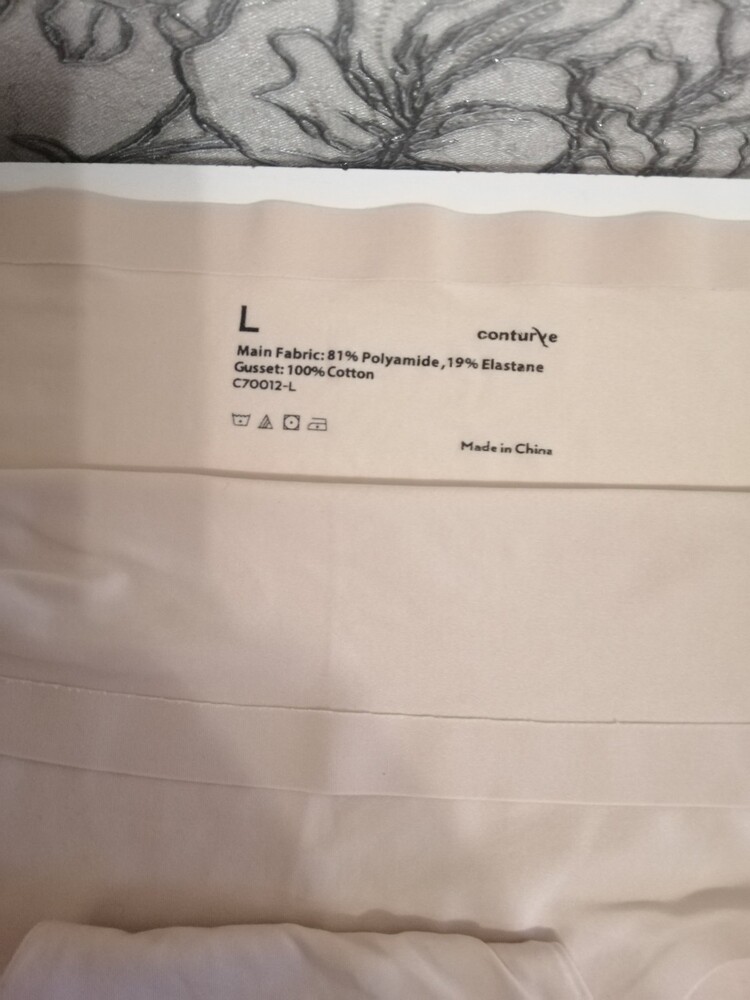 L
conturve
Main Fabric: 81% Polyamide, 19% Elastane
Gusset: 100% Cotton
C70012-L
Made in China